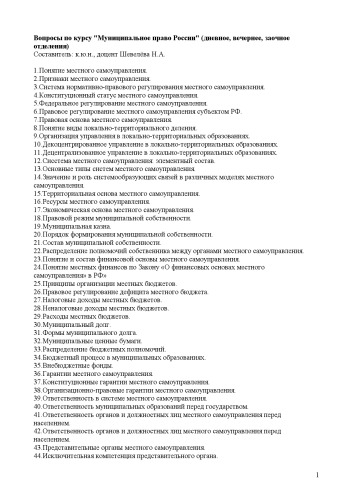 Вопросы по курсу "Муниципальное право России" (дневное, вечернее, заочное
отделения)
Составитель: к.ю.н., доцент Шевелёва Н.А.
1.Понятие местного самоуправления.
2.Признаки местного самоуправления.
3.Система нормативно-правового регирования местного самоуправления.
4.Конституционный статус местного самоуправления.
5.Федеральное регулирование местного самоуправления.
6.Правовое регулирование местного самоуправления субъектом РФ.
7.Правовая основа местного самоуправления.
8.Понятие виды локально-территориального деления.
9.Организация управления в локально-территориальных образованиях.
10.Деконцентрированное управление в локально-территориальных образованиях.
11.Децентрализованное управление в локально-территориальных образованиях.
12.Система местного самоуправления: элементный состав.
13.Основные типы систем местного самоуправления.
14.Значение и роль системообразующих связей в различных моделях местного
самоуправления.
15.Территориальная основа местного самоуправления.
16.Ресурсы местного самоуправления.
17.Экономическая основа местного самоуправления.
18.Правовой режим муниципальной собственности.
19.Муниципальная казна.
20.Порядок формирования муниципальной собственности.
21.Состав муниципальной собственности.
22.Распределение полномочий собственника между органами местного самоуправления.
23.Понятие и состав финансовой основы местного самоуправления.
24.Понятие местных финансов по Закону «О финансовых основах местного
самоуправления» в РФ»
25.Принципы организации местных бюджетов.
26.Правовое регулирование дефицита местного бюджета.
27.Налоговые доходы местных бюджетов.
28.Неналоговые доходы местных бюджетов.
29.Расходы местных бюджетов.
30.Муниципальный долг.
31.Формы муниципального долга.
32.Муниципальные ценные бумаги.
33.Распределение бюджетных полномочий.
34.Бюджетный процесс в муниципальных образованиях.
35.Внебюджетные фонды.
36.Гарантии местного самоуправления.
37.Конституционные гарантии местного самоуправления.
38.Организационно-правовые гарантии местного самоуправления.
39.Ответственность в системе местного самоуправления.
40.Ответственность муниципальных образований перед государством.
41.Ответственность органов и должностных лиц местного самоуправления перед
населением.
42.Ответственность органов и должностных лиц местного самоуправления перед
населением.
43.Представительные органы местного самоуправления.
44.Исключительная компетенция представительного органа.
1